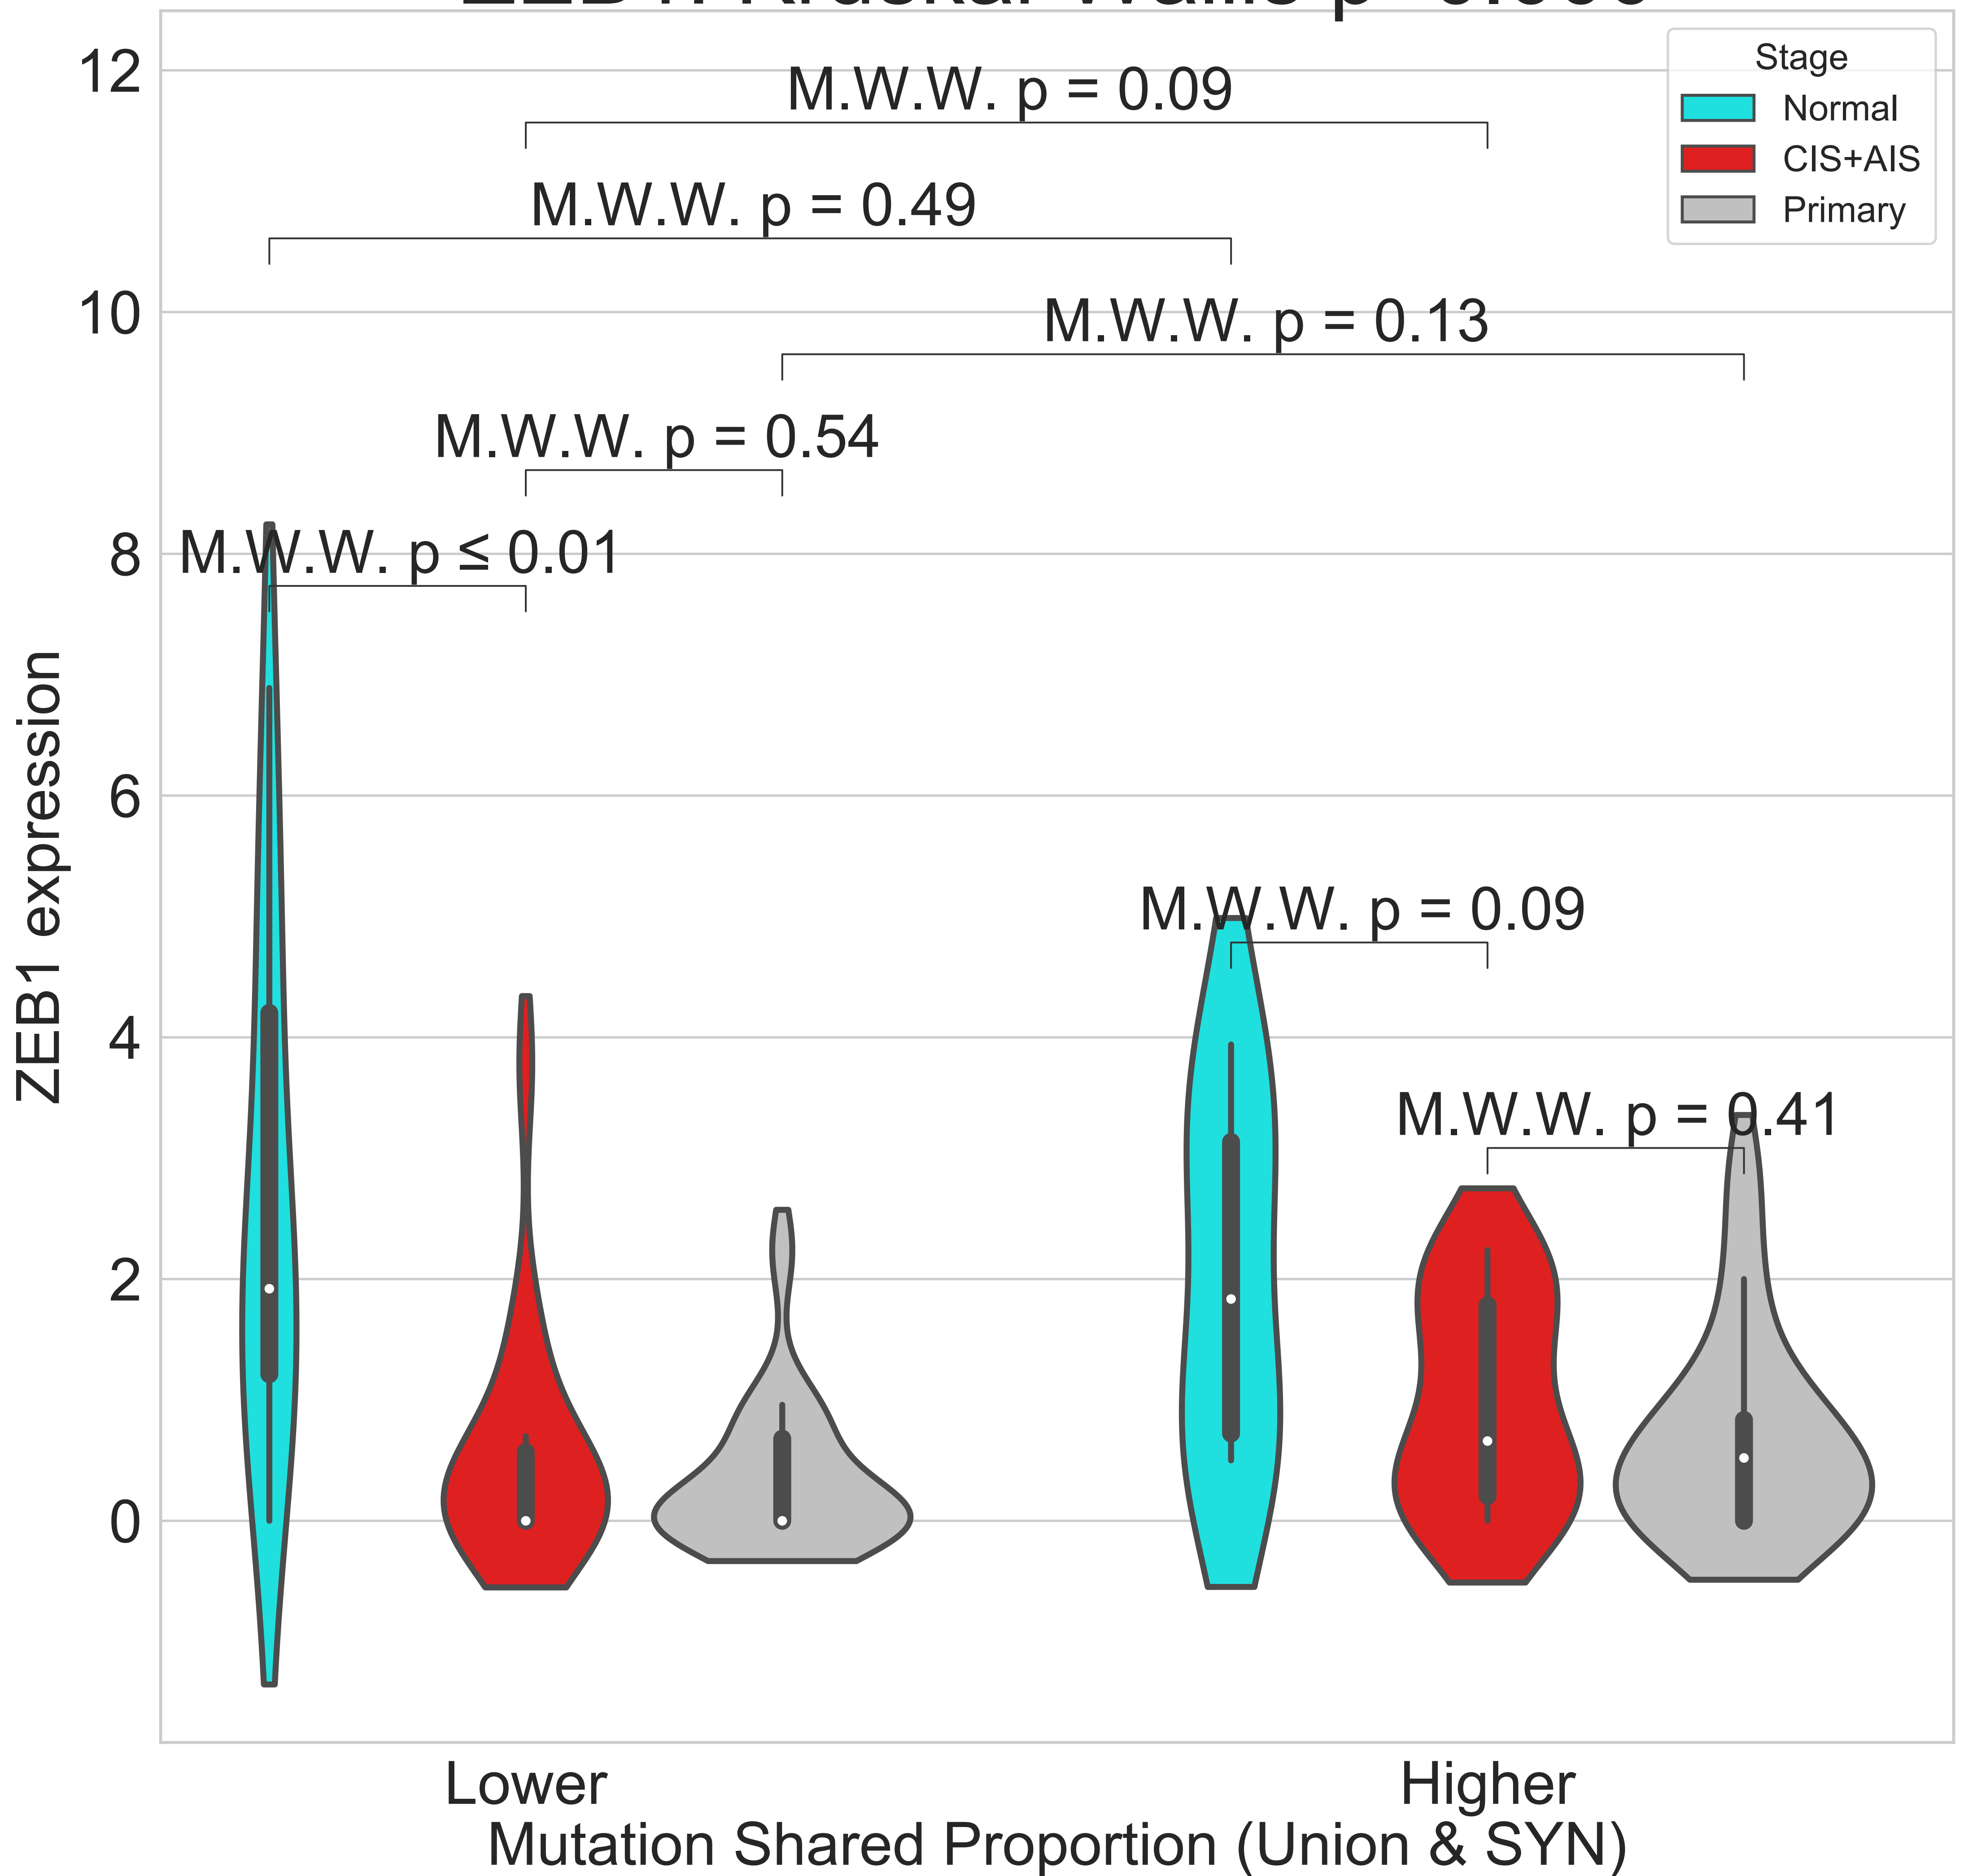 Stage
Normal
CIS+AIS
Primary
12
10
8
6
4
2
0
ZEB1 expression
M.W.W. p = 0.09
M.W.W. p = 0.49
M.W.W. p = 0.13
M.W.W. p = 0.54
M.W.W. p ≤ 0.01
M.W.W. p = 0.09
M.W.W. p = 0.41
Lower
Higher
Mutation Shared Proportion (Union & SYN)